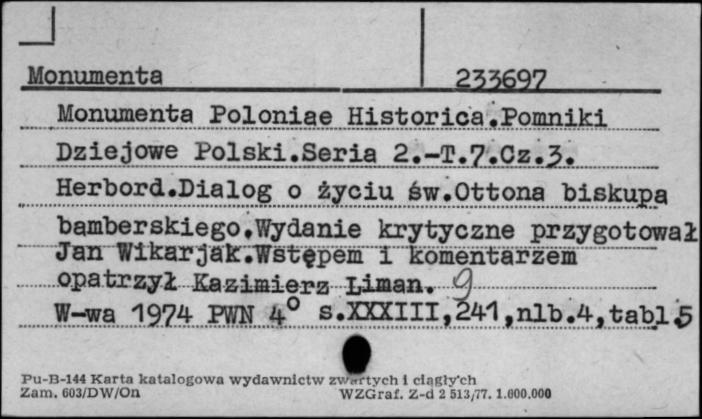 Monumenta 233697
Monumenta Poloniae Historica.Pomniki
Dziejowe Polski.Seria 2.-T.7.Cz.3.
Herbord.Dialog o życiu św.Ottona biskupa
bamberskiego.Wydanie krytyczne przygotował
Jan Wikarjak.Wstępem i komentarzem
opatrzył Kazimierz Liman. 9
W-wa 1974 PWN 4° s.XXXIII,241,nlb.4,tabl.5
Pu-B-144 Karta katalogowa wydawnictw zwartych i ciągłych
Zam. 603/DW/On WZGraf. Z-d 2 513/77. 1.000.000